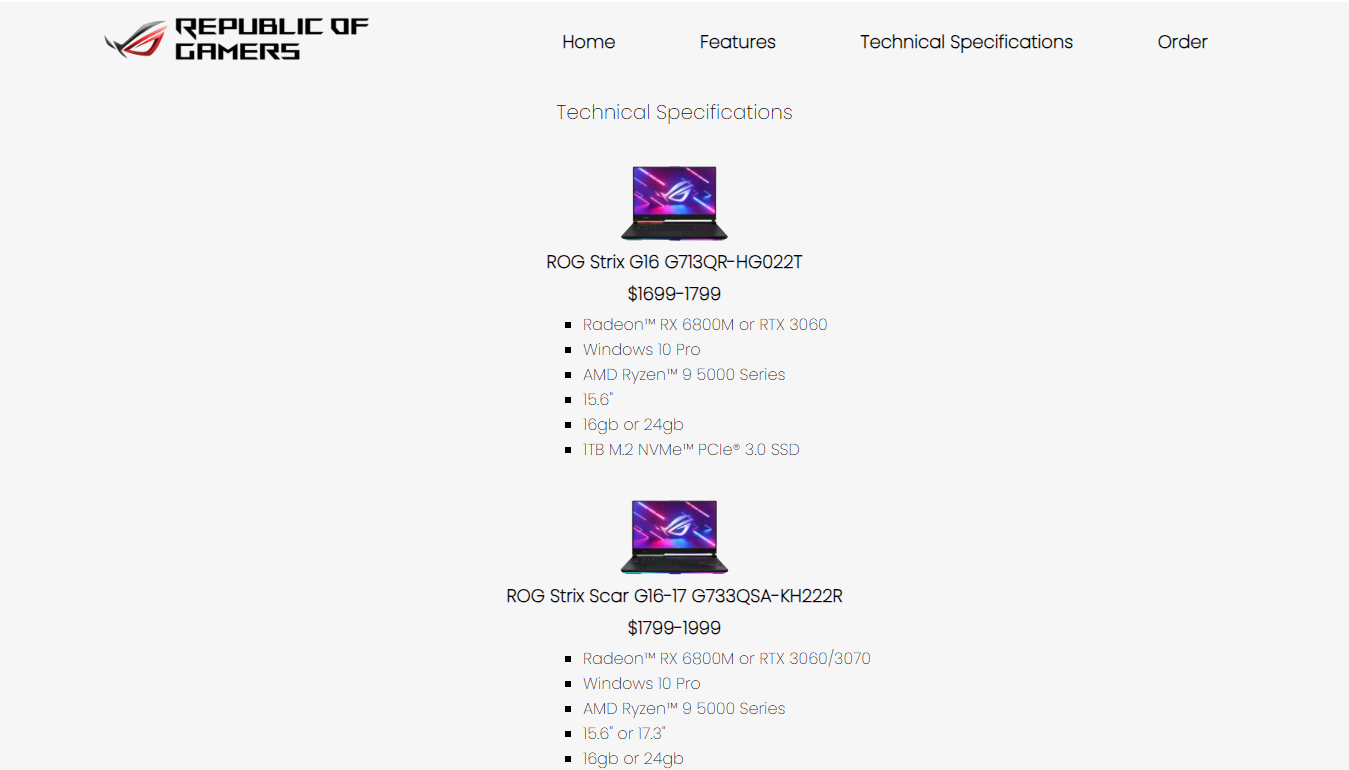 REPUBLIC OF
GAMERS
Home
Features
Technical Specifications
Order
Technical Specifications
ROG Strix G16 G713QR-HG022T
$1699-1799
Radeon™ RX 6800M or RTX 3060
Windows 10 Pro
AMD Ryzen™ 9 5000 Series
15.6"
16gb or 24gb
1TB M.2 NVMe™ PCIe® 3.0 SSD
ROG Strix Scar G16-17 G733QSA-KH222R
$1799-1999
Radeon™ RX 6800M or RTX 3060/3070
Windows 10 Pro
AMD Ryzen™ 9 5000 Series
15.6" or 17.3"
16gb or 24gb